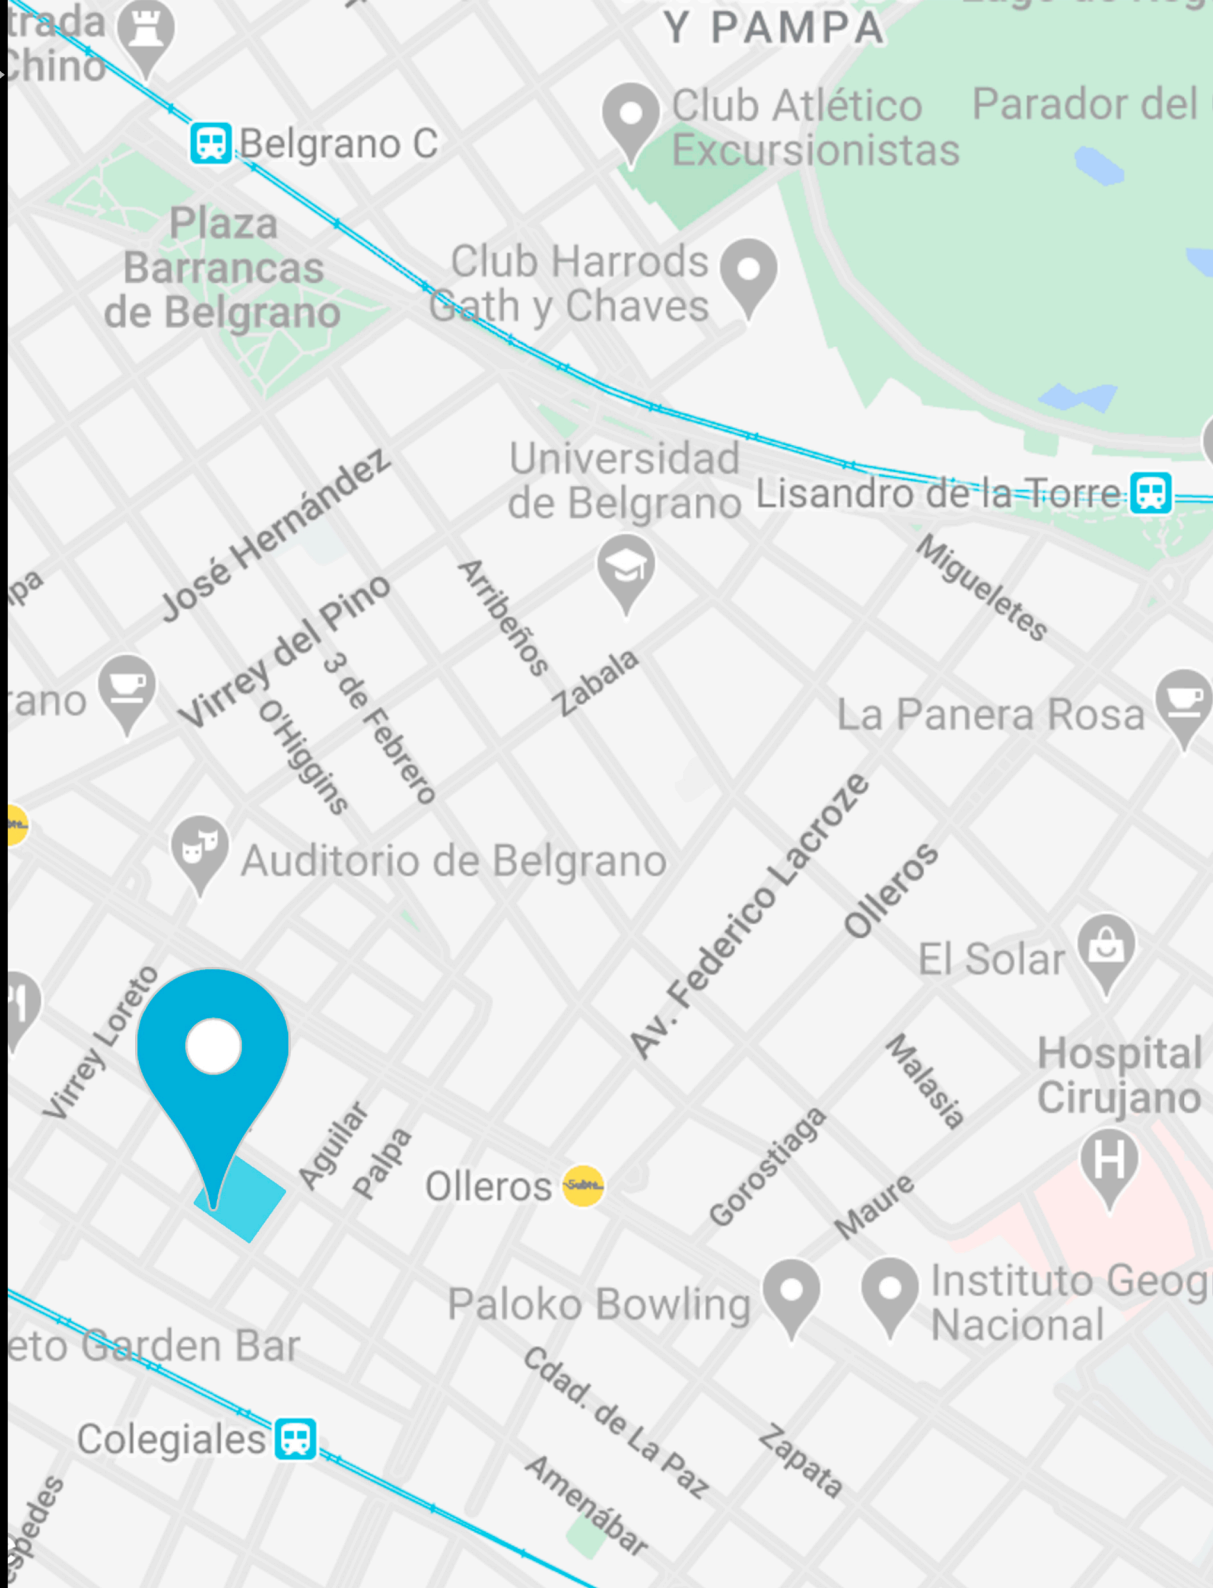 Y PAMPA
Club Atlético
Excursionistas
Parador del
Belgrano C
Plaza
Barrancas
de Belgrano
Club Harrods
Gath y Chaves
Universidad
de Belgrano
Lisandro de la Torre
José Hernández
Virrey del Pino
Arribeños
Migueletes
Zabala
3 de Febrero
O'Higgins
La Panera Rosa
Auditorio de Belgrano
Av. Federico Lacroze
Olleros
El Solar
Virrey Loreto
Malasia
Hospital
Cirujano
Aguilar
Palpa
Olleros
Subte
Gorostiaga
Maure
Paloko Bowling
Instituto Geog
Nacional
eto Garden Bar
Cdad. de La Paz
Colegiales
Zapata
Amenábar